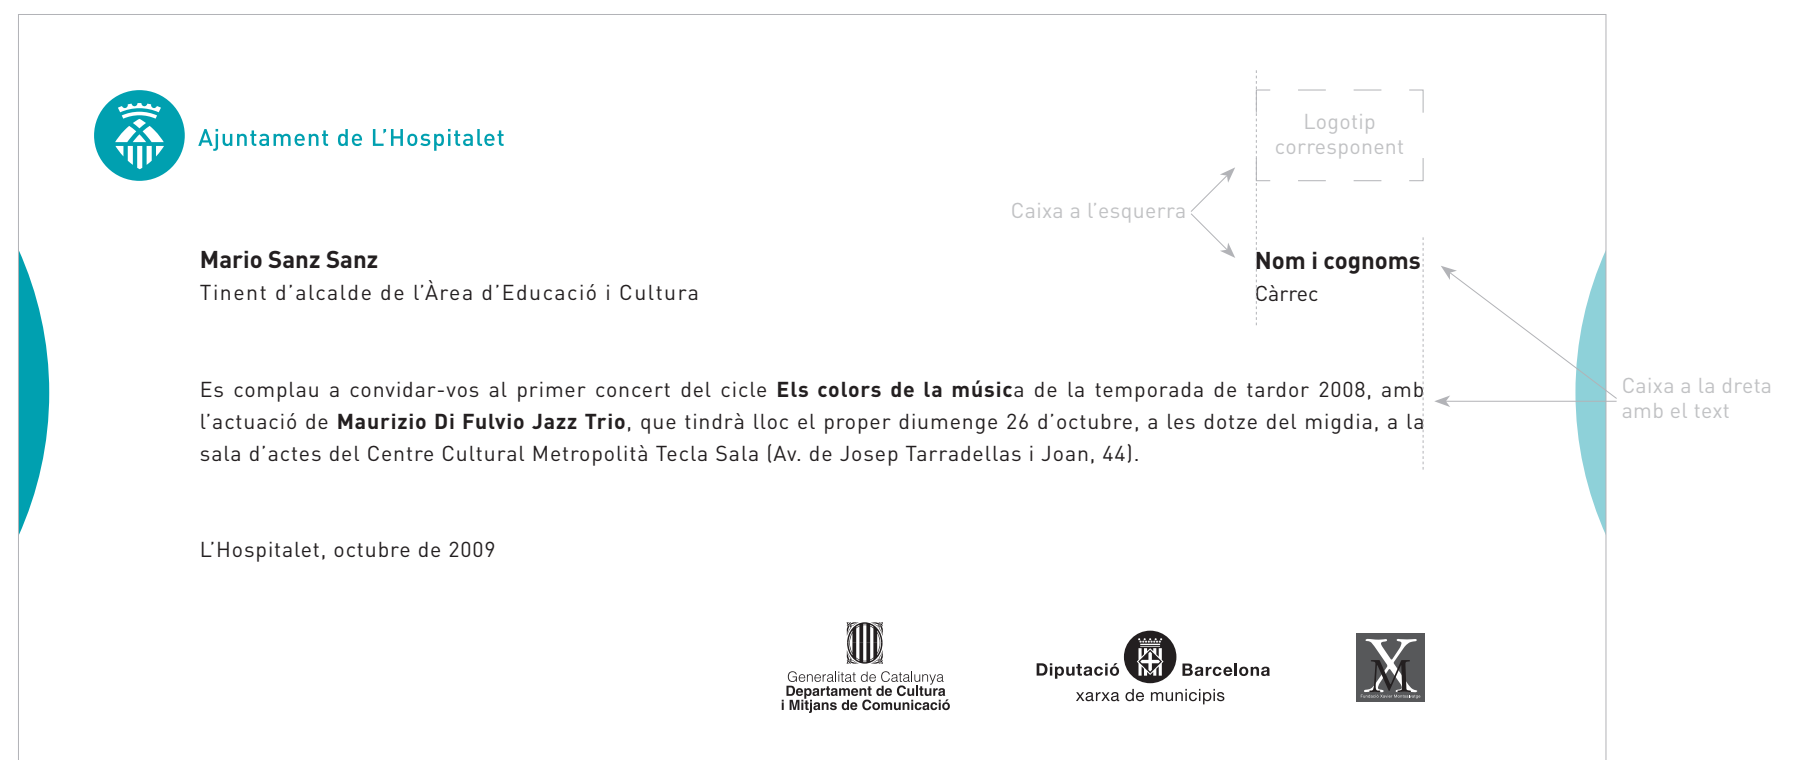 Ajuntament de L'Hospitalet
Logotip
corresponent
Caixa a l'esquerra
Mario Sanz Sanz
Tinent d'alcalde de l'Àrea d'Educació i Cultura
Nom i cognoms
Càrrec
Es complau a convidar-vos al primer concert del cicle Els colors de la música de la temporada de tardor 2008, amb
l'actuació de Maurizio Di Fulvio Jazz Trio, que tindrà lloc el proper diumenge 26 d'octubre, a les dotze del migdia, a la
sala d'actes del Centre Cultural Metropolità Tecla Sala (Av. de Josep Tarradellas i Joan, 44).
Caixa a la dreta
amb el text
L'Hospitalet, octubre de 2009
Generalitat de Catalunya
Departament de Cultura
i Mitjans de Comunicació
Diputació Barcelona
xarxa de municipis
XM
Fundació Xavier Montsalvatge